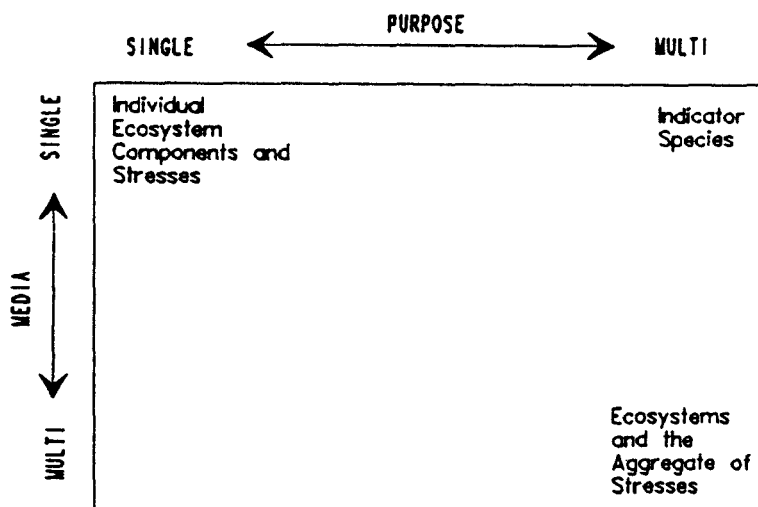 PURPOSE
SINGLE MULTI
SINGLE
MEDIA
MULTI
Individual
Ecosystem
Components and
Stresses
Indicator
Species
Ecosystems
and the
Aggregate of
Stresses